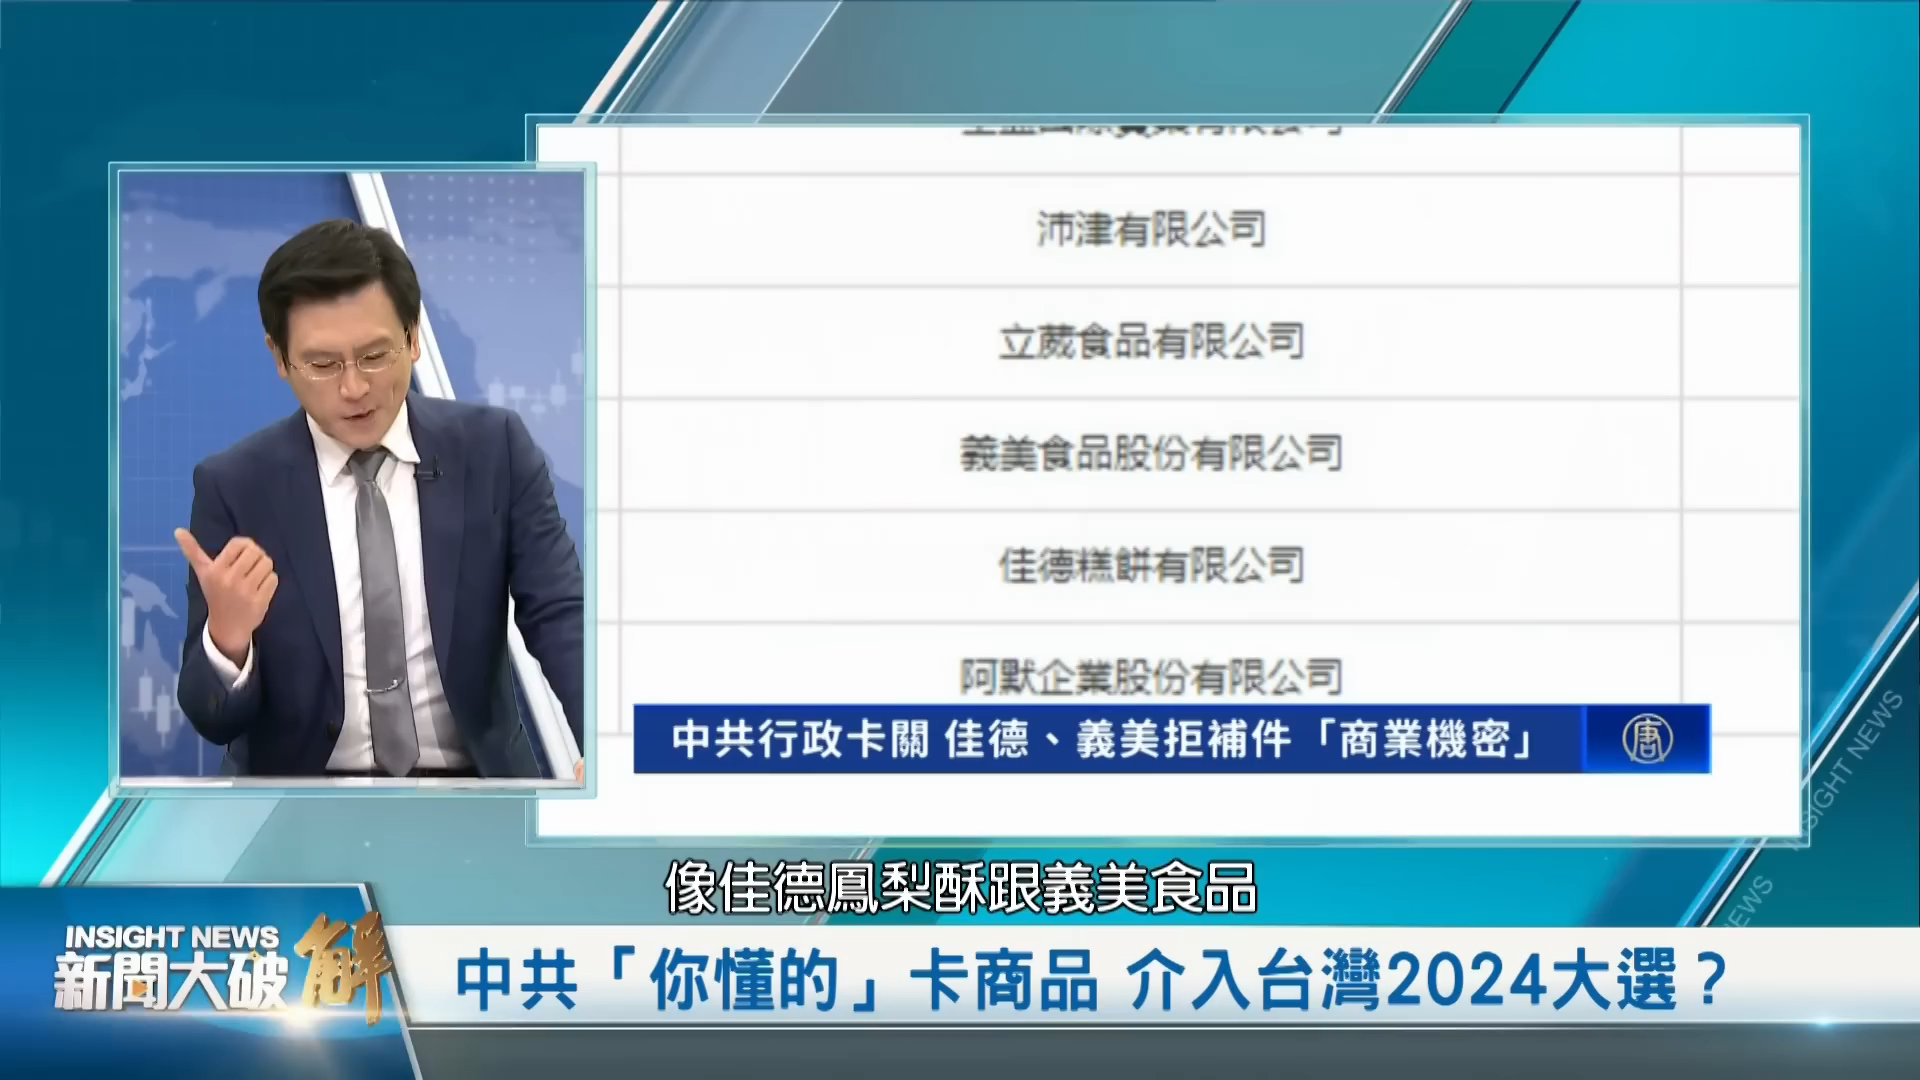 沛津有限公司
立葳食品有限公司
義美食品股份有限公司
佳德糕餅有限公司
阿默企業股份有限公司
中共行政卡關 佳德、義美拒補件「商業機密」
唐
INSIGHT NEWS
EWS
像佳德鳳梨酥跟義美食品
INSIGHT NEWS
新聞大破解
中共「你懂的」卡商品 介入台灣2024大選？